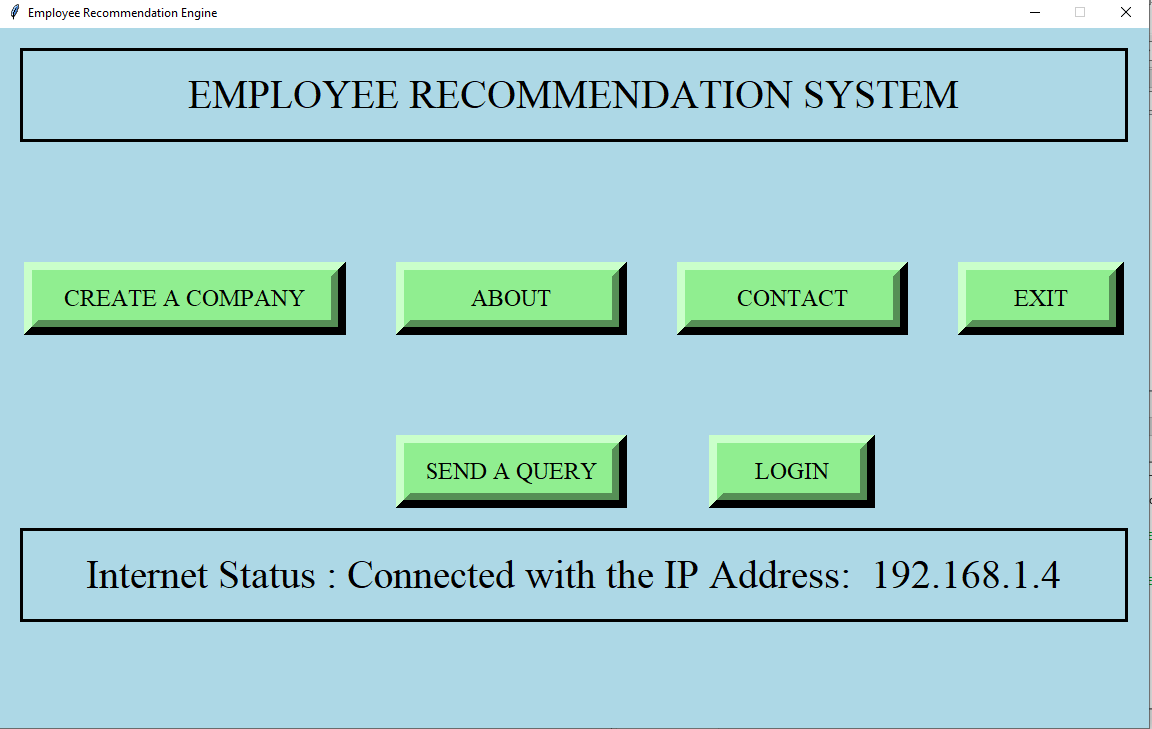 Employee Recommendation Engine
EMPLOYEE RECOMMENDATION SYSTEM
CREATE A COMPANY ABOUT CONTACT EXIT
SEND A QUERY LOGIN
Internet Status : Connected with the IP Address:  192.168.1.4